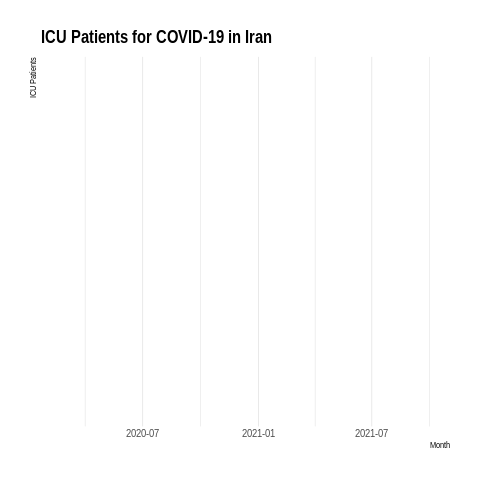 ICU Patients for COVID-19 in Iran
ICU Patients
2020-07
2021-01
2021-07
Month